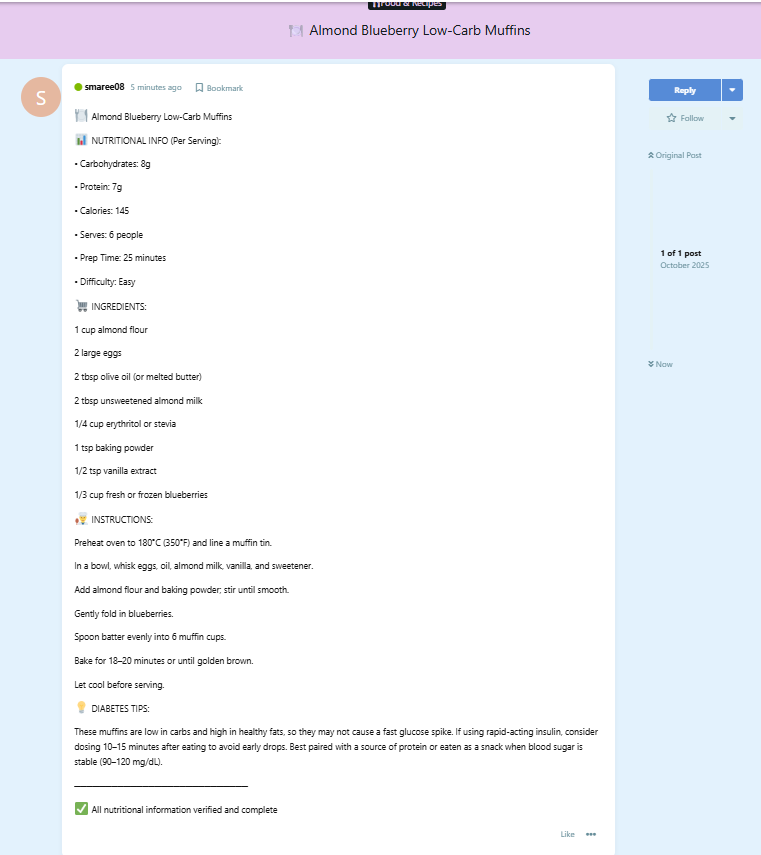 Food & Recipes
🍽️ Almond Blueberry Low-Carb Muffins
S
smaree08 5 minutes ago Bookmark
🍽️ Almond Blueberry Low-Carb Muffins
📊 NUTRITIONAL INFO (Per Serving):
• Carbohydrates: 8g
• Protein: 7g
• Calories: 145
• Serves: 6 people
• Prep Time: 25 minutes
• Difficulty: Easy
🛒 INGREDIENTS:
1 cup almond flour
2 large eggs
2 tbsp olive oil (or melted butter)
2 tbsp unsweetened almond milk
1/4 cup erythritol or stevia
1 tsp baking powder
1/2 tsp vanilla extract
1/3 cup fresh or frozen blueberries
👩‍🍳 INSTRUCTIONS:
Preheat oven to 180°C (350°F) and line a muffin tin.
In a bowl, whisk eggs, oil, almond milk, vanilla, and sweetener.
Add almond flour and baking powder; stir until smooth.
Gently fold in blueberries.
Spoon batter evenly into 6 muffin cups.
Bake for 18–20 minutes or until golden brown.
Let cool before serving.
💡 DIABETES TIPS:
These muffins are low in carbs and high in healthy fats, so they may not cause a fast glucose spike. If using rapid-acting insulin, consider
dosing 10–15 minutes after eating to avoid early drops. Best paired with a source of protein or eaten as a snack when blood sugar is
stable (90–120 mg/dL).
✅ All nutritional information verified and complete
Like •••
Reply
Follow
Original Post
1 of 1 post
October 2025
Now